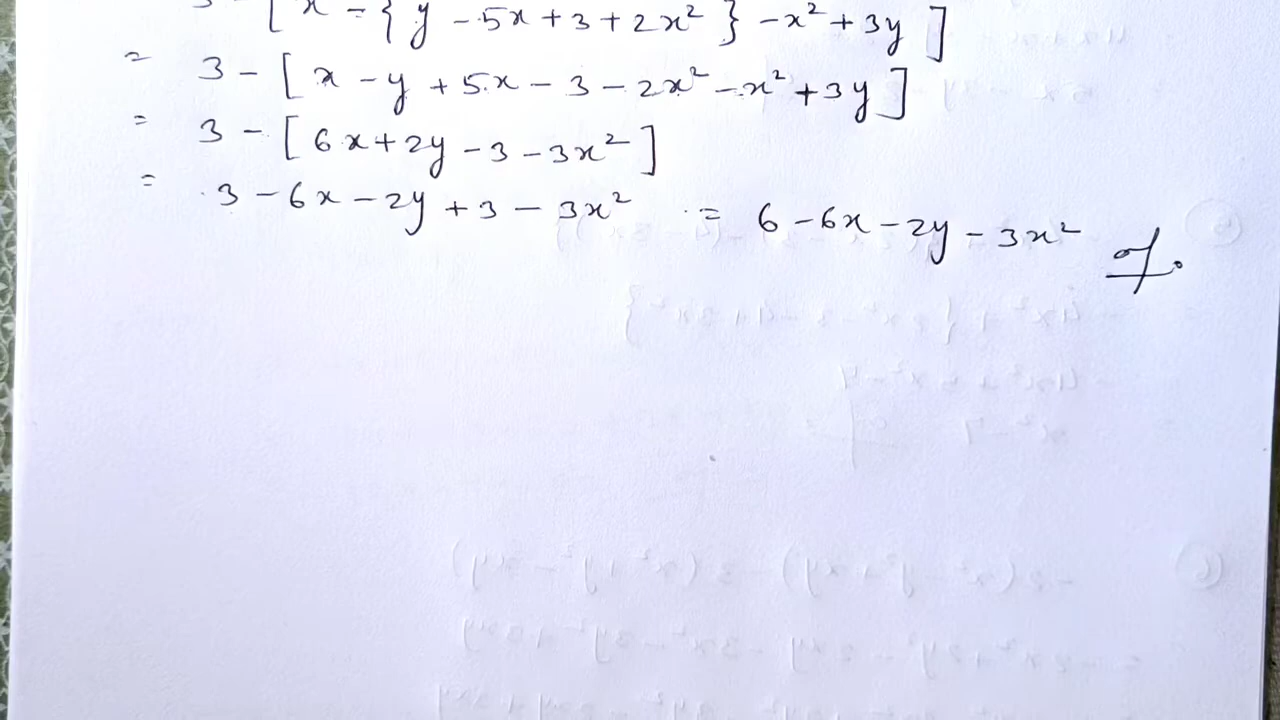 3 - [ x - { y - 5x + 3 + 2x² } - x² + 3y ]
= 3 - [ x - y + 5x - 3 - 2x² - x² + 3y ]
= 3 - [ 6x + 2y - 3 - 3x² ]
= 3 - 6x - 2y + 3 - 3x² = 6 - 6x - 2y - 3x²